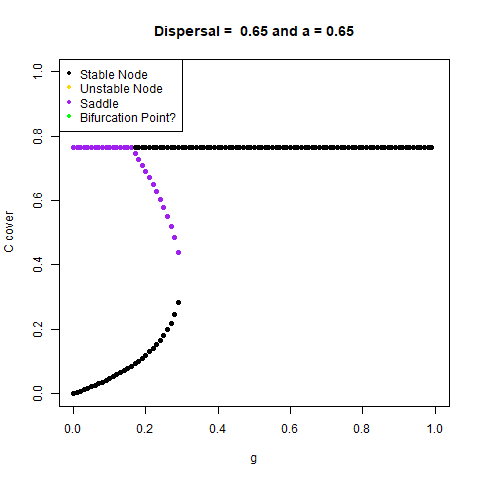 Dispersal =  0.65 and a = 0.65
Stable Node
Unstable Node
Saddle
Bifurcation Point?
C cover
1.0
0.8
0.6
0.4
0.2
0.0
0.0 0.2 0.4 0.6 0.8 1.0
g